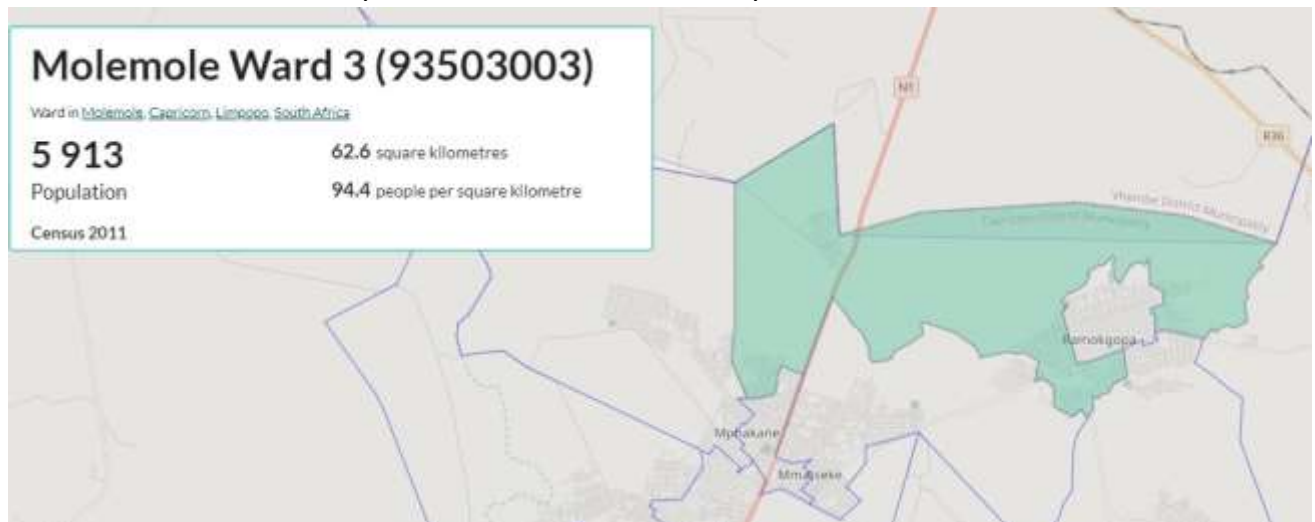 Molemole Ward 3 (93503003)
Ward in Molemole, Capricorn, Limpopo, South Africa
5 913
Population
62.6 square kilometres
94.4 people per square kilometre
Census 2011
N1
R36
Vhembe District Municipality
Capricorn District Municipality
Ramokgopa
Mphakane